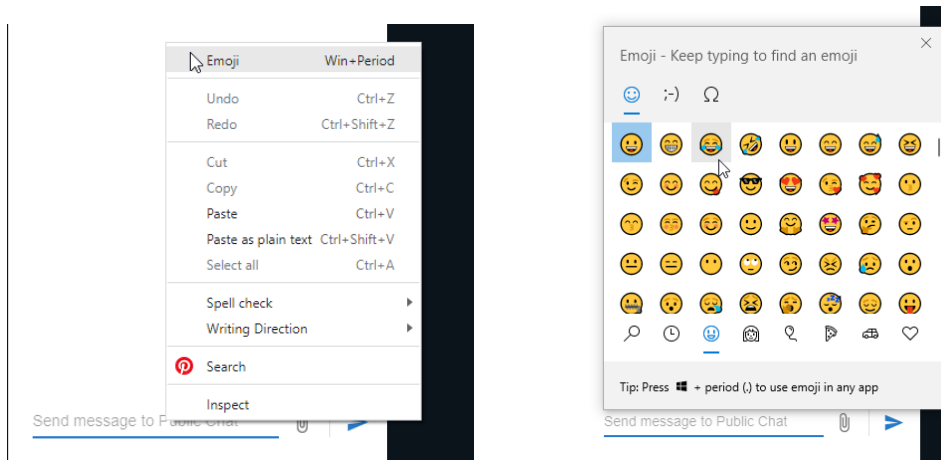 Emoji Win+Period
Undo Ctrl+Z
Redo Ctrl+Shift+Z
Cut Ctrl+X
Copy Ctrl+C
Paste Ctrl+V
Paste as plain text Ctrl+Shift+V
Select all Ctrl+A
Spell check
Writing Direction
Search
Inspect
Send message to Public Chat
Emoji - Keep typing to find an emoji
;-) Ω
Tip: Press + period (.) to use emoji in any app
Send message to Public Chat